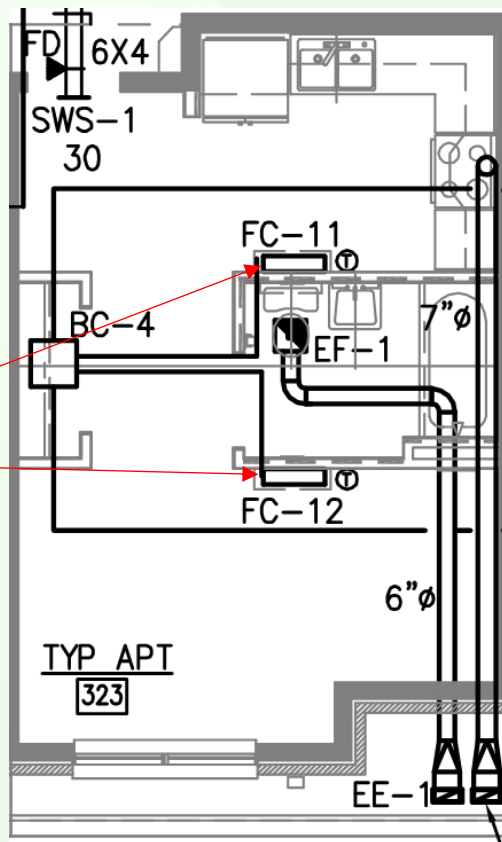 FD
6X4
SWS-1
30
FC-11
T
BC-4
7"ø
EF-1
T
FC-12
6"ø
TYP APT
323
EE-1